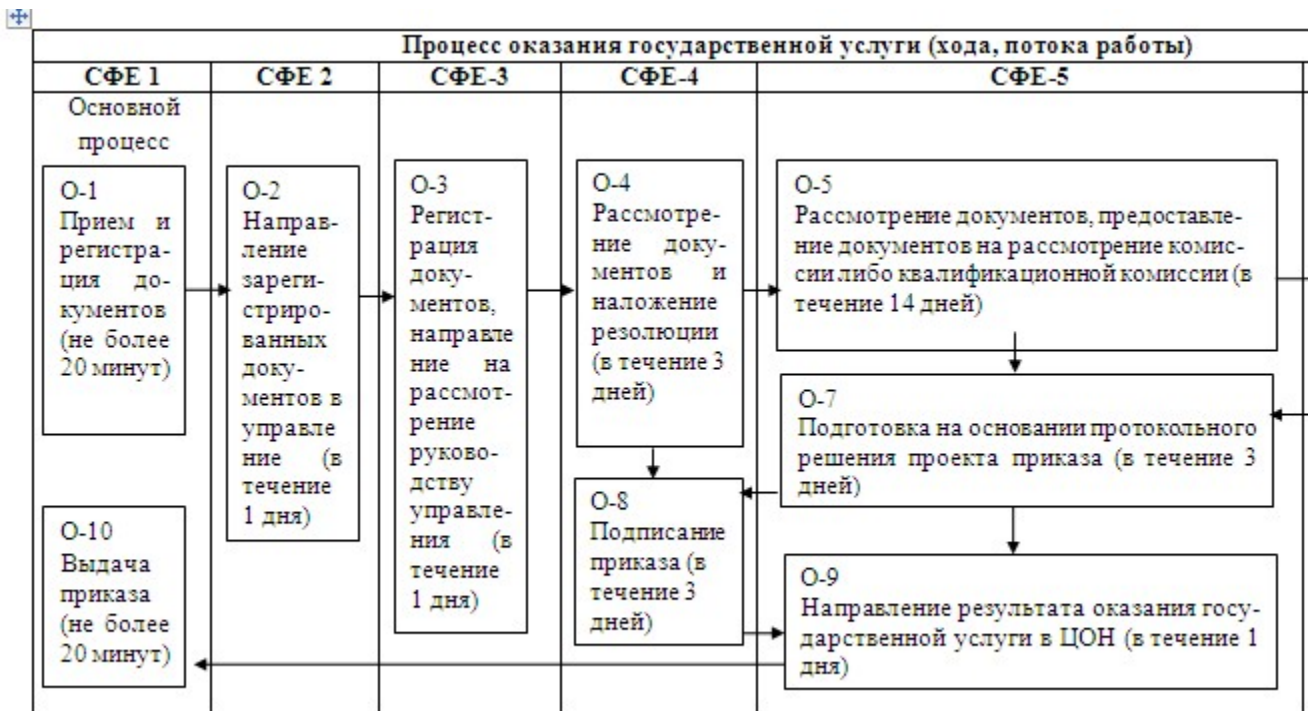 Процесс оказания государственной услуги (хода, потока работы)
СФЕ 1
СФЕ 2
СФЕ-3
СФЕ-4
СФЕ-5
Основной
процесс
О-1
Прием и
регистра-
ция до-
кументов
(не более
20 минут)
О-2
Направ-
ление
зареги-
стриро-
ванных
доку-
ментов в
управле
ние (в
течение
1 дня)
О-3
Регист-
рация
доку-
ментов,
направле
ние на
рассмот-
рение
руково-
дству
управле-
ния (в
течение
1 дня)
О-4
Рассмотре-
ние доку-
ментов и
наложение
резолюции
(в течение 3
дней)
О-5
Рассмотрение документов, предоставле-
ние документов на рассмотрение комис-
сии либо квалификационной комиссии (в
течение 14 дней)
О-7
Подготовка на основании протокольного
решения проекта приказа (в течение 3
дней)
О-8
Подписание
приказа (в
течение 3
дней)
О-9
Направление результата оказания госу-
дарственной услуги в ЦОН (в течение 1
дня)
О-10
Выдача
приказа
(не более
20 минут)